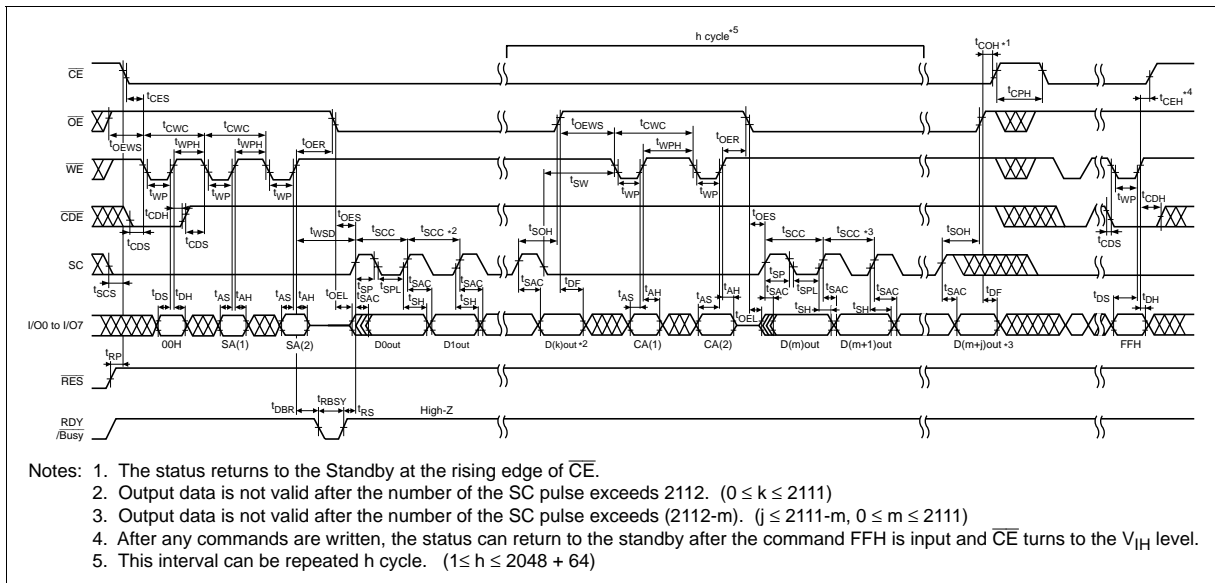 h cycle*5
tCOH *1
CE
tCES
tCPH
tCEH *4
OE
tOEWS
tCWC
tCWC
tWPH
tWPH
tOER
tOEWS
tCWC
tWPH
tOER
WE
tWP
tWP
tWP
tSW
tWP
tWP
tWP
CDE
tCDH
tCDS
tCDS
tCDH
tCDS
tWSD
tOES
tSCC
tSCC *2
tSOH
tOES
tSCC
tSCC *3
tSOH
SC
tSCS
tSP
tSPL
tSAC
tSAC
tSAC
tSAC
tDF
tSP
tSPL
tSAC
tSAC
tSAC
tSAC
tDF
tDS
tDH
tAS
tAH
tAS
tAH
tOEL
tSH
tSH
tAS
tAH
tAS
tAH
tOEL
tSH
tSH
tDS
tDH
I/O0 to I/O7
00H
SA(1)
SA(2)
D0out
D1out
D(k)out *2
CA(1)
CA(2)
D(m)out
D(m+1)out
D(m+j)out *3
FFH
tRP
RES
tDBR
tRBSY
tRS
RDY
/Busy
High-Z
Notes: 1. The status returns to the Standby at the rising edge of CE.
2. Output data is not valid after the number of the SC pulse exceeds 2112. (0 ≤ k ≤ 2111)
3. Output data is not valid after the number of the SC pulse exceeds (2112-m). (j ≤ 2111-m, 0 ≤ m ≤ 2111)
4. After any commands are written, the status can return to the standby after the command FFH is input and CE turns to the VIH level.
5. This interval can be repeated h cycle. (1≤ h ≤ 2048 + 64)